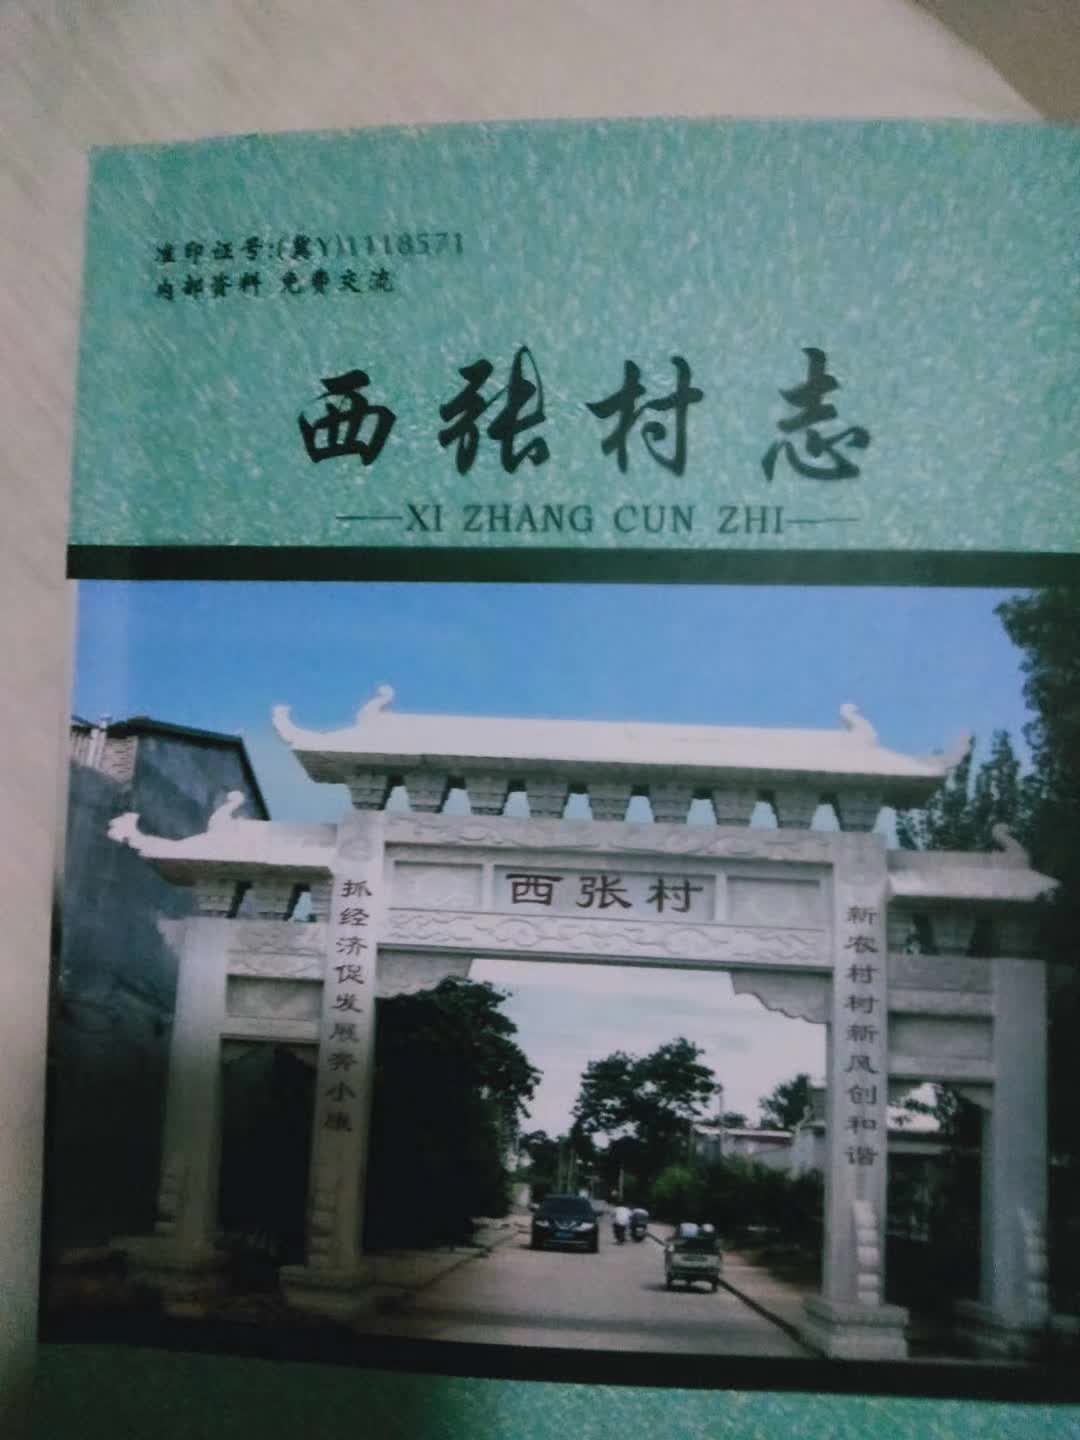 准印证号:(冀Y)1118571
内部资料 免费交流
西张村志
——XI ZHANG CUN ZHI——
西张村
新农村树新风创和谐
抓经济促发展奔小康